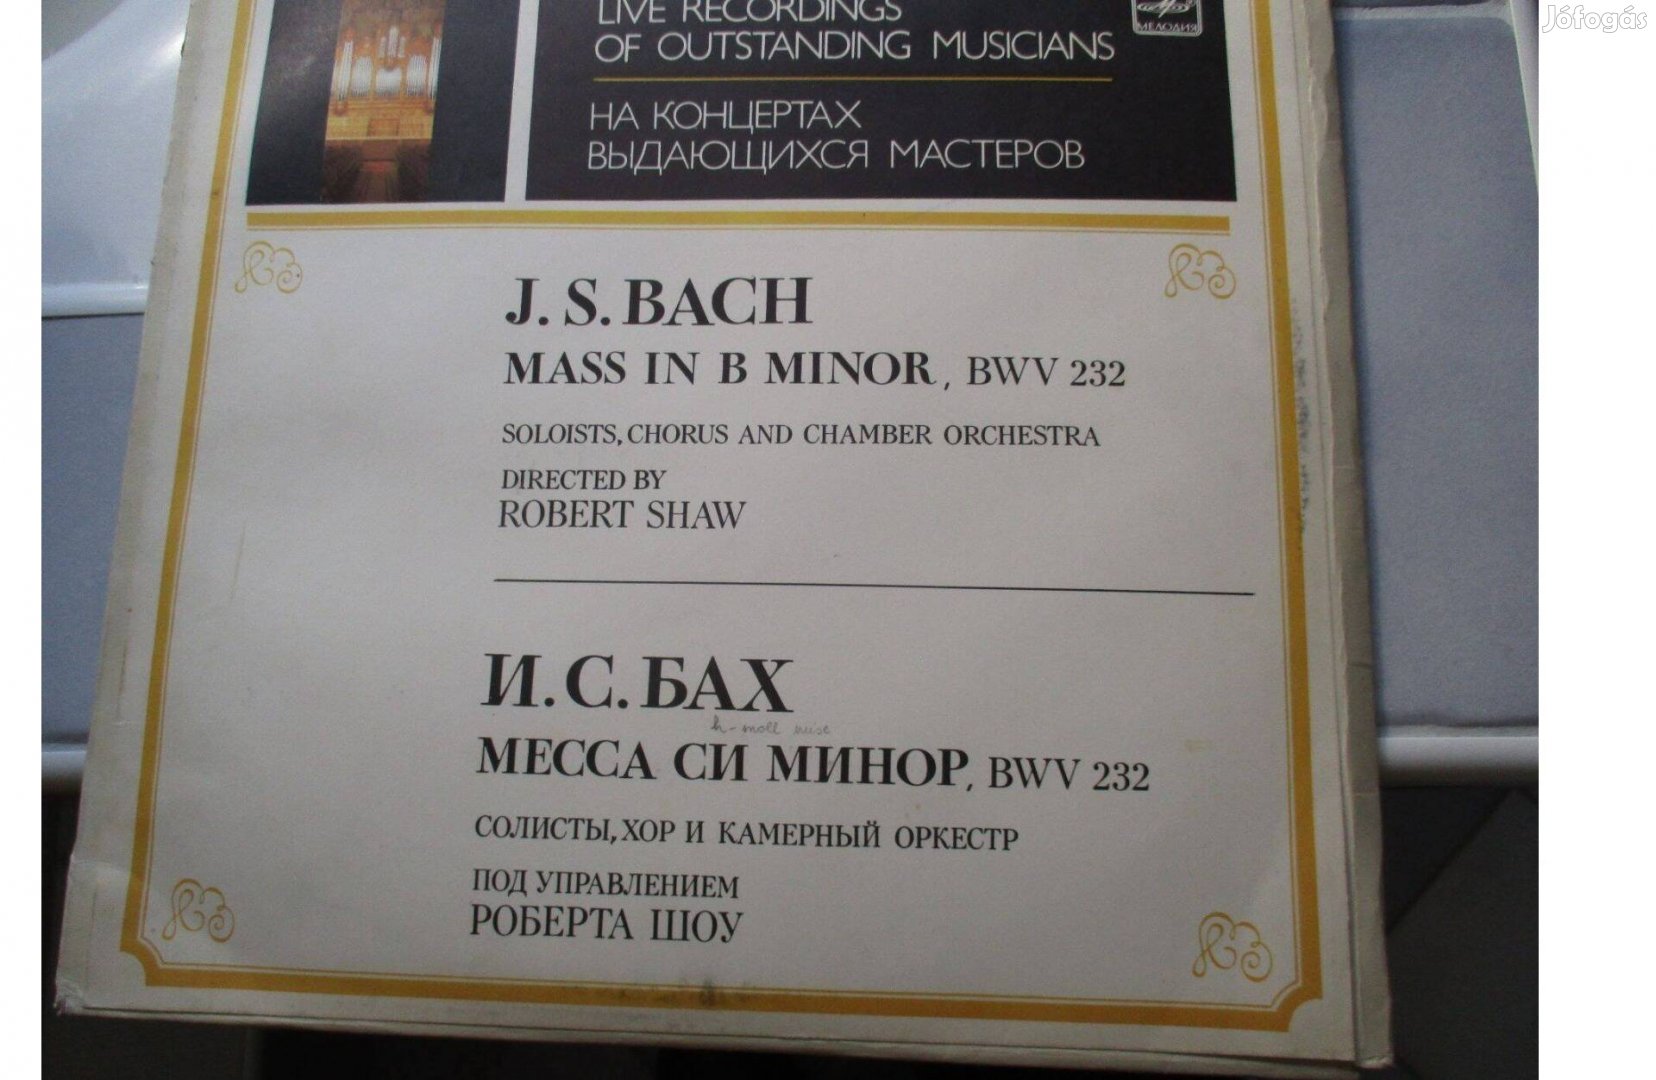 Jófogás
LIVE RECORDINGS
OF OUTSTANDING MUSICIANS
МЕЛОДИЯ
НА КОНЦЕРТАХ
ВЫДАЮЩИХСЯ МАСТЕРОВ
J. S. BACH
MASS IN B MINOR, BWV 232
SOLOISTS, CHORUS AND CHAMBER ORCHESTRA
DIRECTED BY
ROBERT SHAW
И. С. БАХ
h-moll mise
МЕССА СИ МИНОР, BWV 232
СОЛИСТЫ, ХОР И КАМЕРНЫЙ ОРКЕСТР
ПОД УПРАВЛЕНИЕМ
РОБЕРТА ШОУ